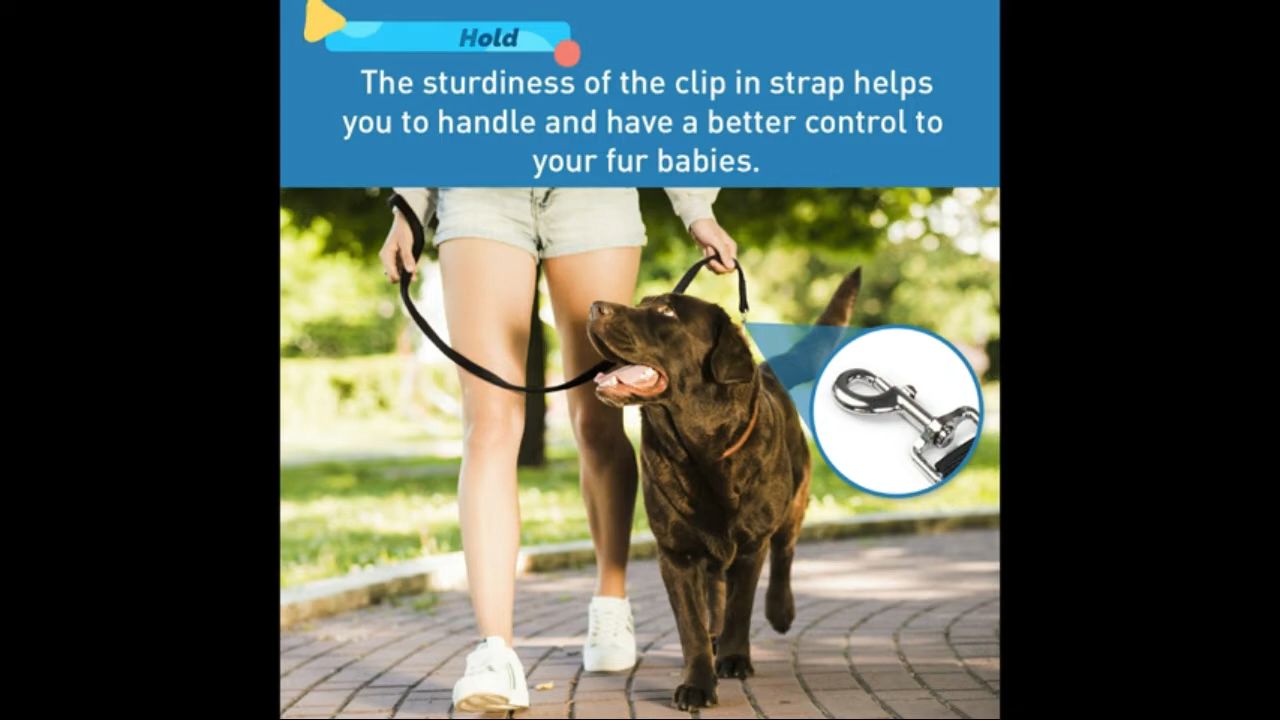 Hold
The sturdiness of the clip in strap helps
you to handle and have a better control to
your fur babies.